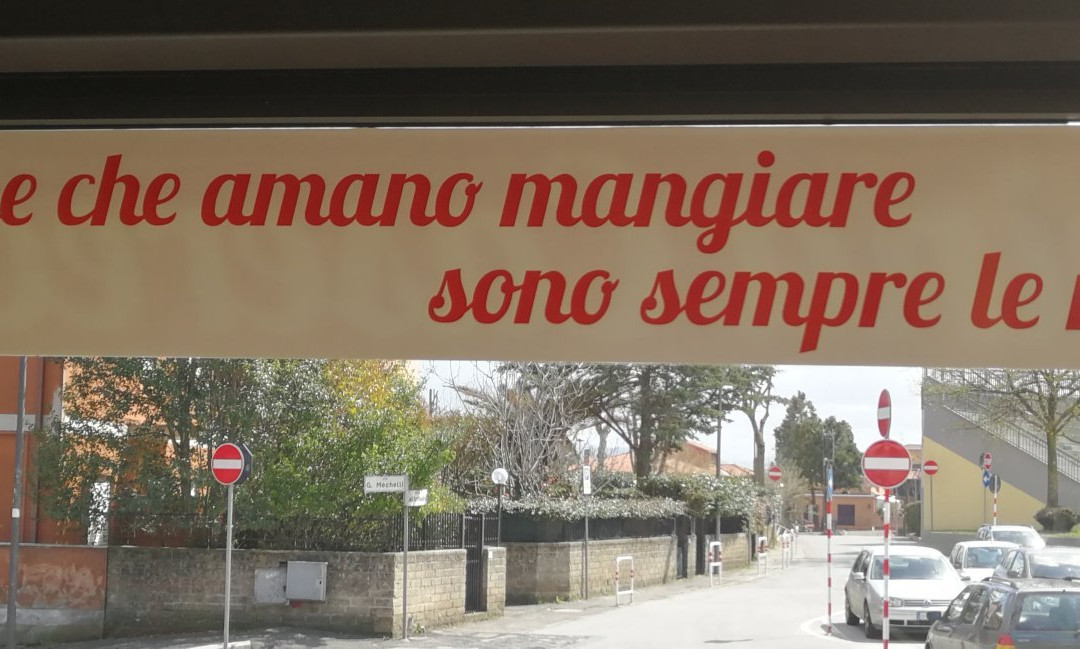 e che amano mangiare
sono sempre le
G. Mechelli